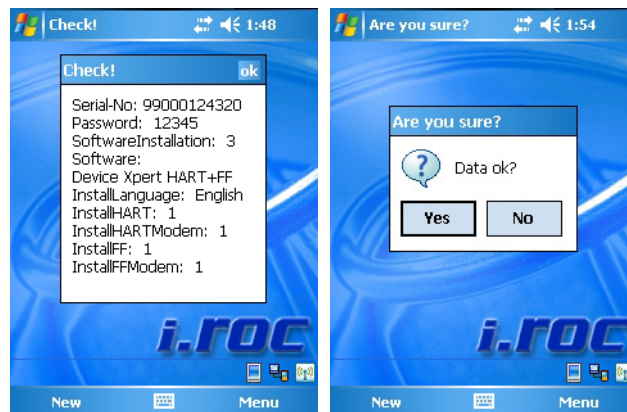 Check! 1:48
Check! ok
Serial-No: 99000124320
Password: 12345
SoftwareInstallation: 3
Software:
Device Xpert HART+FF
InstallLanguage: English
InstallHART: 1
InstallHARTModem: 1
InstallFF: 1
InstallFFModem: 1
i.roc
New Menu
Are you sure? 1:54
Are you sure?
Data ok?
Yes No
i.roc
New Menu